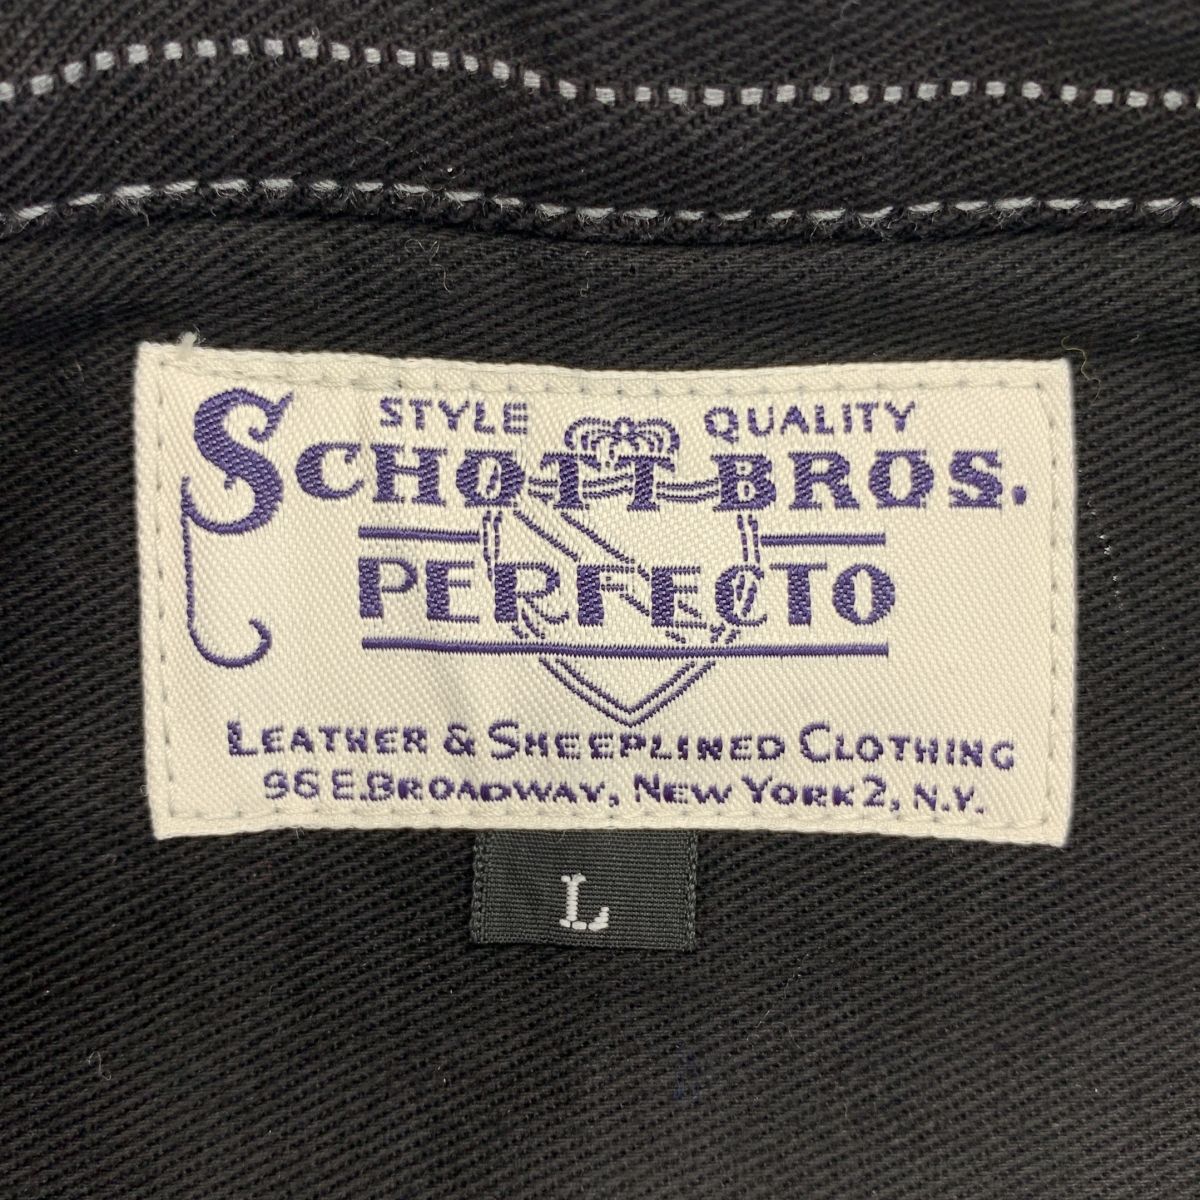 STYLE QUALITY
SCHOTT BROS.
PERFECTO
LEATHER & SHEEPLINED CLOTHING
96 E.BROADWAY, NEW YORK 2, N.Y.
L